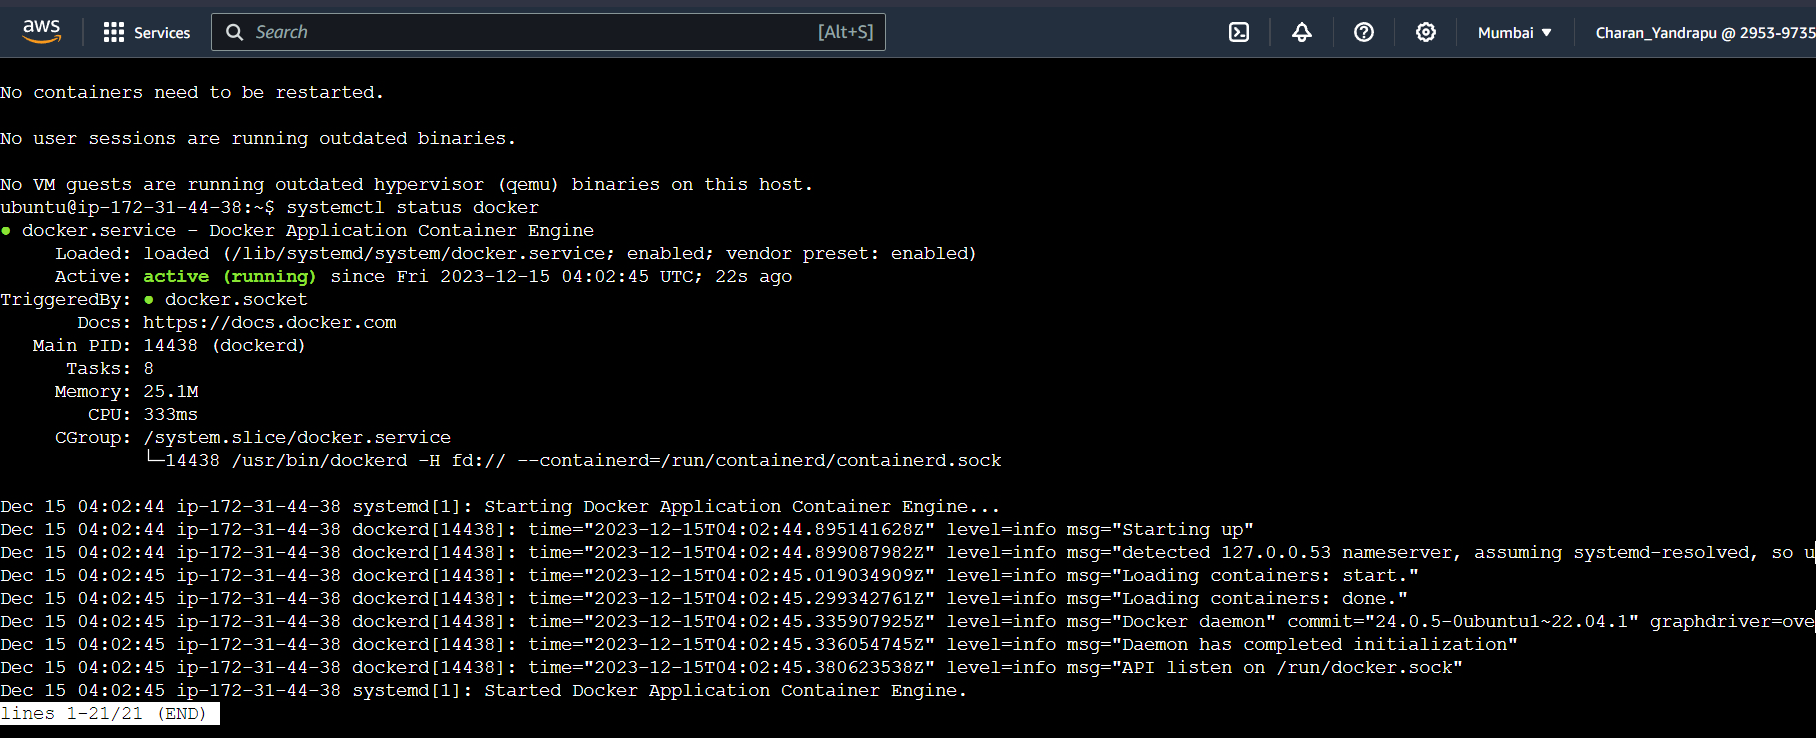 aws Services Search [Alt+S] Mumbai Charan_Yandrapu @ 2953-9735
No containers need to be restarted.
No user sessions are running outdated binaries.
No VM guests are running outdated hypervisor (qemu) binaries on this host.
ubuntu@ip-172-31-44-38:~$ systemctl status docker
● docker.service - Docker Application Container Engine
Loaded: loaded (/lib/systemd/system/docker.service; enabled; vendor preset: enabled)
Active: active (running) since Fri 2023-12-15 04:02:45 UTC; 22s ago
TriggeredBy: ● docker.socket
Docs: https://docs.docker.com
Main PID: 14438 (dockerd)
Tasks: 8
Memory: 25.1M
CPU: 333ms
CGroup: /system.slice/docker.service
└─14438 /usr/bin/dockerd -H fd:// --containerd=/run/containerd/containerd.sock
Dec 15 04:02:44 ip-172-31-44-38 systemd[1]: Starting Docker Application Container Engine...
Dec 15 04:02:44 ip-172-31-44-38 dockerd[14438]: time="2023-12-15T04:02:44.895141628Z" level=info msg="Starting up"
Dec 15 04:02:44 ip-172-31-44-38 dockerd[14438]: time="2023-12-15T04:02:44.899087982Z" level=info msg="detected 127.0.0.53 nameserver, assuming systemd-resolved, so u
Dec 15 04:02:45 ip-172-31-44-38 dockerd[14438]: time="2023-12-15T04:02:45.019034909Z" level=info msg="Loading containers: start."
Dec 15 04:02:45 ip-172-31-44-38 dockerd[14438]: time="2023-12-15T04:02:45.299342761Z" level=info msg="Loading containers: done."
Dec 15 04:02:45 ip-172-31-44-38 dockerd[14438]: time="2023-12-15T04:02:45.335907925Z" level=info msg="Docker daemon" commit="24.0.5-0ubuntu1~22.04.1" graphdriver=ove
Dec 15 04:02:45 ip-172-31-44-38 dockerd[14438]: time="2023-12-15T04:02:45.336054745Z" level=info msg="Daemon has completed initialization"
Dec 15 04:02:45 ip-172-31-44-38 dockerd[14438]: time="2023-12-15T04:02:45.380623538Z" level=info msg="API listen on /run/docker.sock"
Dec 15 04:02:45 ip-172-31-44-38 systemd[1]: Started Docker Application Container Engine.
lines 1-21/21 (END)